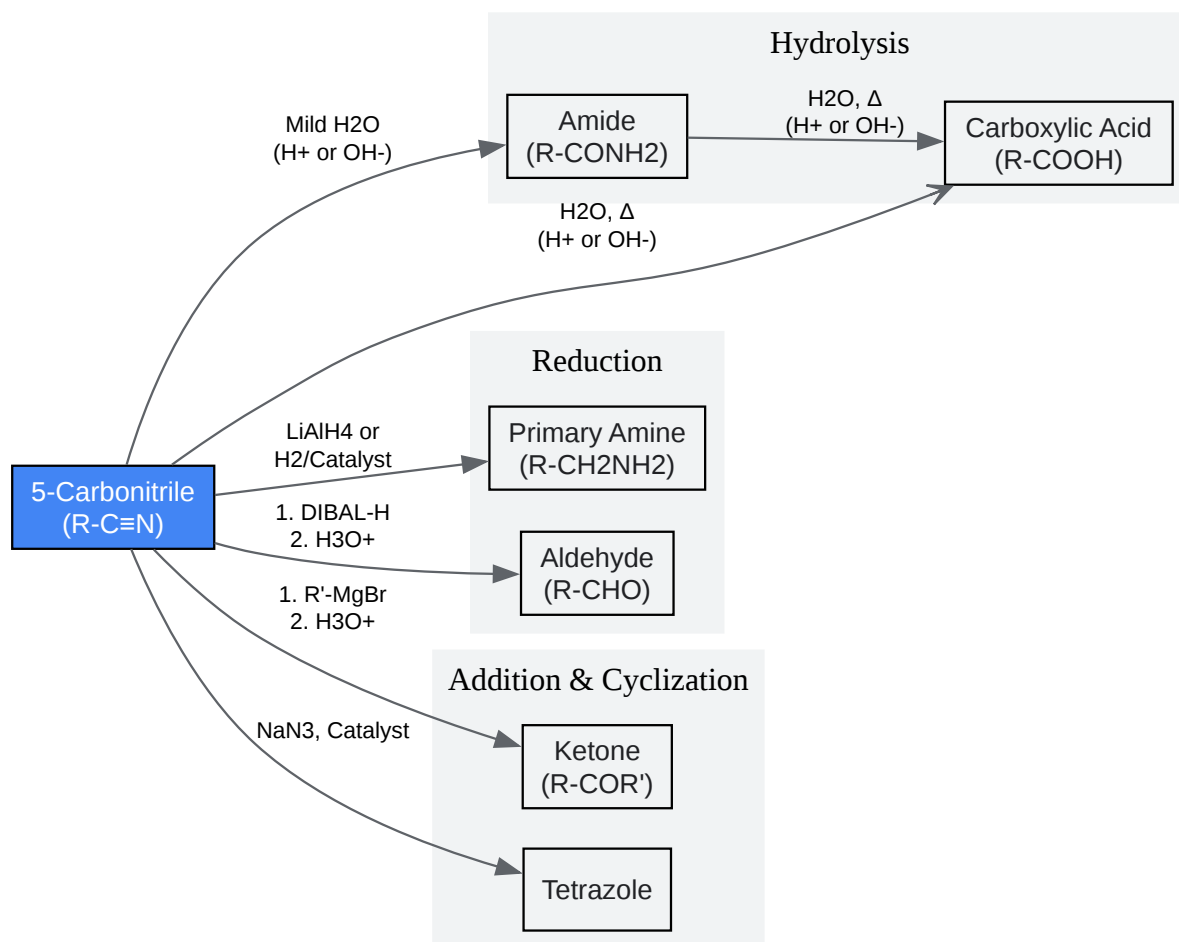 Hydrolysis
Mild H2O
(H+ or OH-)
Amide
(R-CONH2)
H2O, Δ
(H+ or OH-)
Carboxylic Acid
(R-COOH)
H2O, Δ
(H+ or OH-)
Reduction
LiAlH4 or
H2/Catalyst
Primary Amine
(R-CH2NH2)
5-Carbonitrile
(R-C≡N)
1. DIBAL-H
2. H3O+
Aldehyde
(R-CHO)
1. R'-MgBr
2. H3O+
Addition & Cyclization
NaN3, Catalyst
Ketone
(R-COR')
Tetrazole